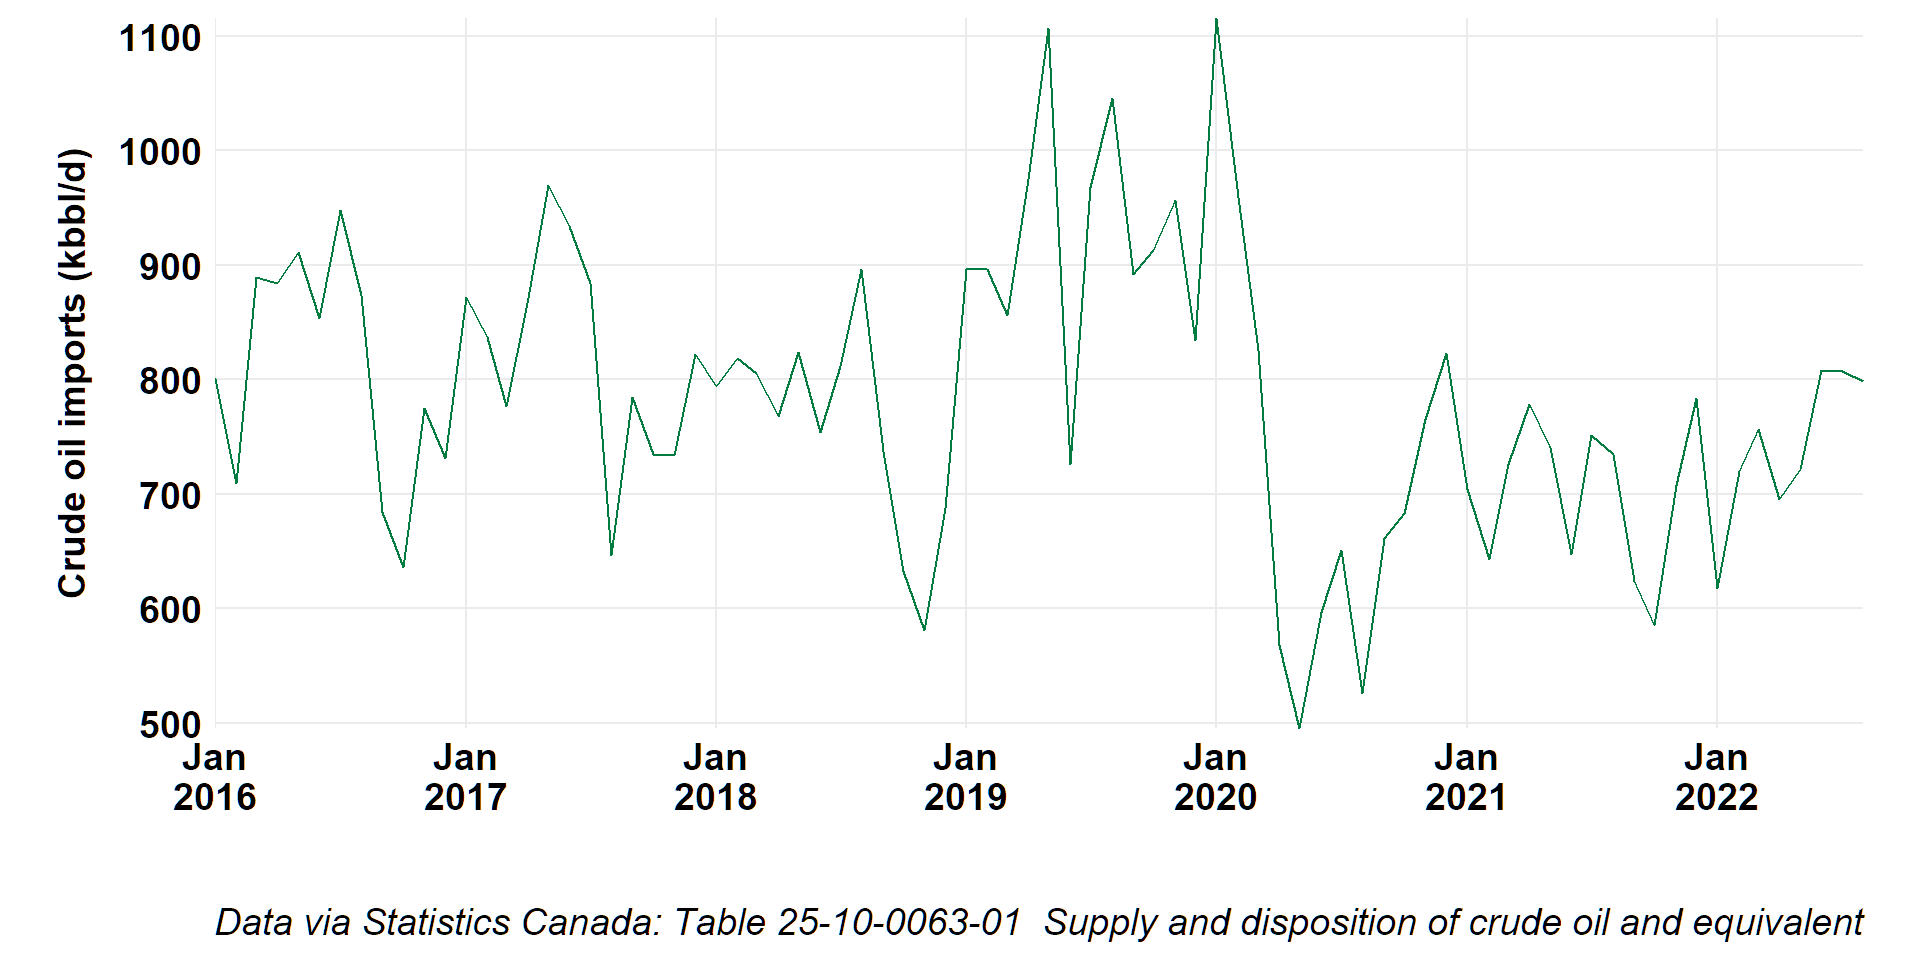 Crude oil imports (kbbl/d)
1100
1000
900
800
700
600
500
Jan Jan Jan Jan Jan Jan Jan
2016 2017 2018 2019 2020 2021 2022
Data via Statistics Canada: Table 25-10-0063-01  Supply and disposition of crude oil and equivalent